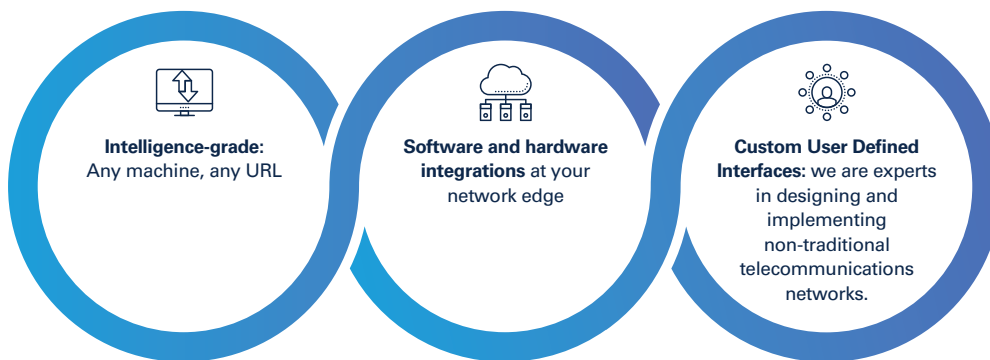 Intelligence-grade:
Any machine, any URL
Software and hardware
integrations at your
network edge
Custom User Defined
Interfaces: we are experts
in designing and
implementing
non-traditional
telecommunications
networks.